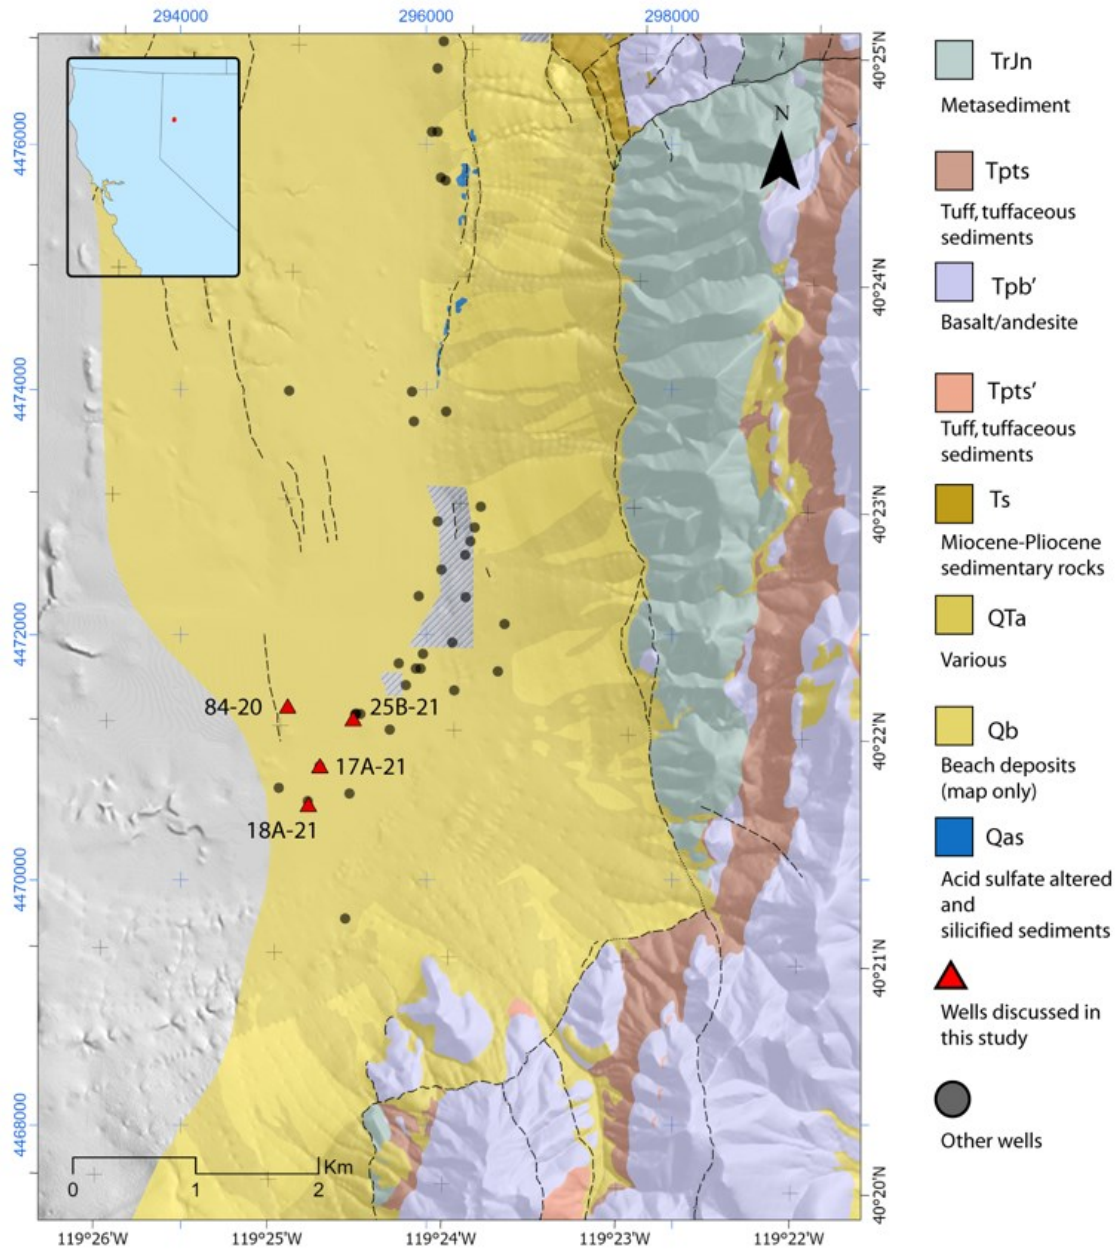 294000 296000 298000
N
40°25'N
40°24'N
40°23'N
40°22'N
40°21'N
40°20'N
4476000
4474000
4472000
4470000
4468000
84-20
25B-21
17A-21
18A-21
Km
0 1 2
119°26'W 119°25'W 119°24'W 119°23'W 119°22'W
TrJn
Metasediment
Tpts
Tuff, tuffaceous
sediments
Tpb'
Basalt/andesite
Tpts'
Tuff, tuffaceous
sediments
Ts
Miocene-Pliocene
sedimentary rocks
QTa
Various
Qb
Beach deposits
(map only)
Qas
Acid sulfate altered
and
silicified sediments
Wells discussed in
this study
Other wells